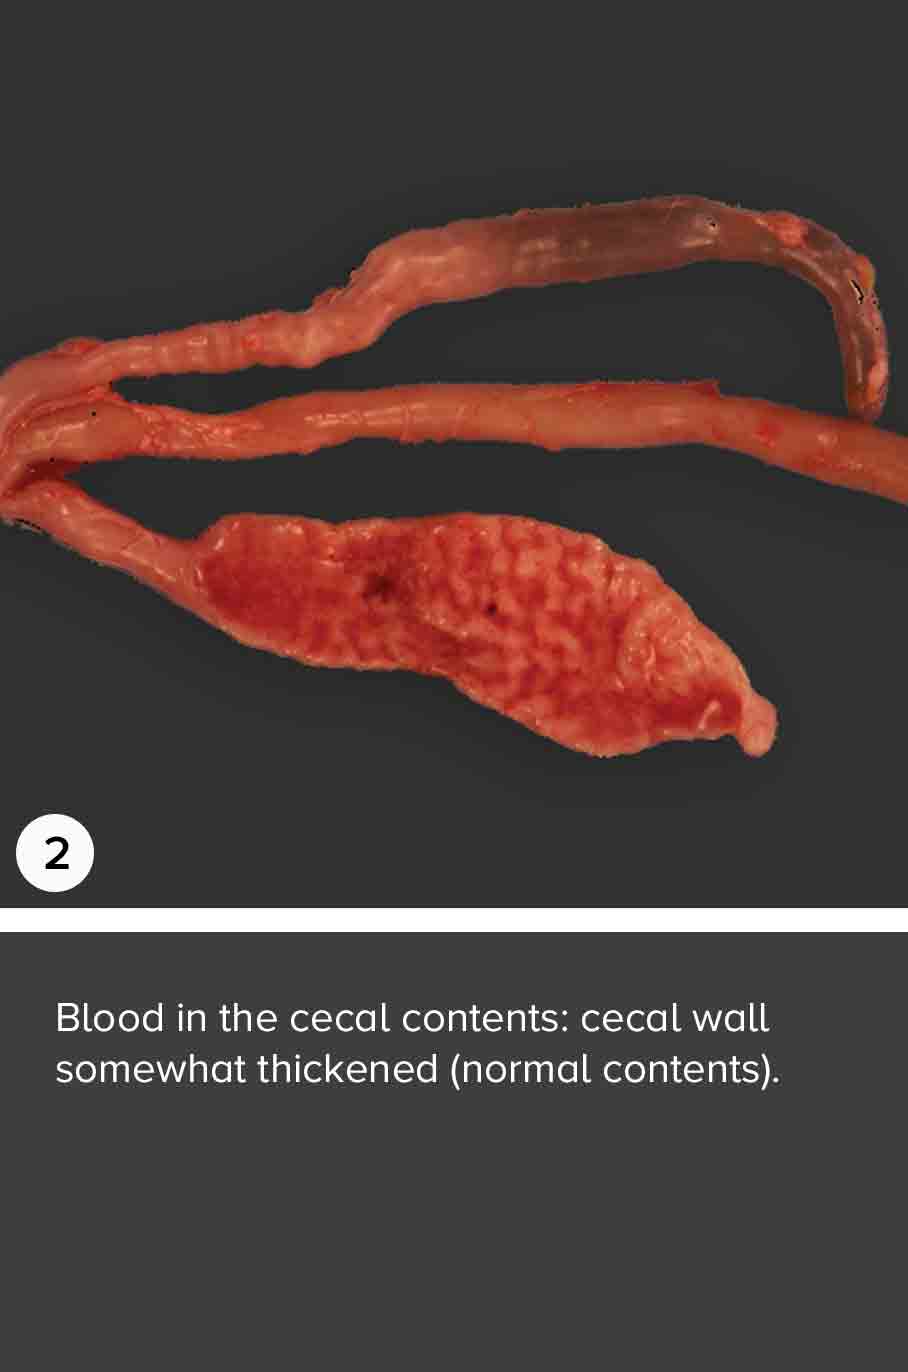 2
Blood in the cecal contents: cecal wall
somewhat thickened (normal contents).